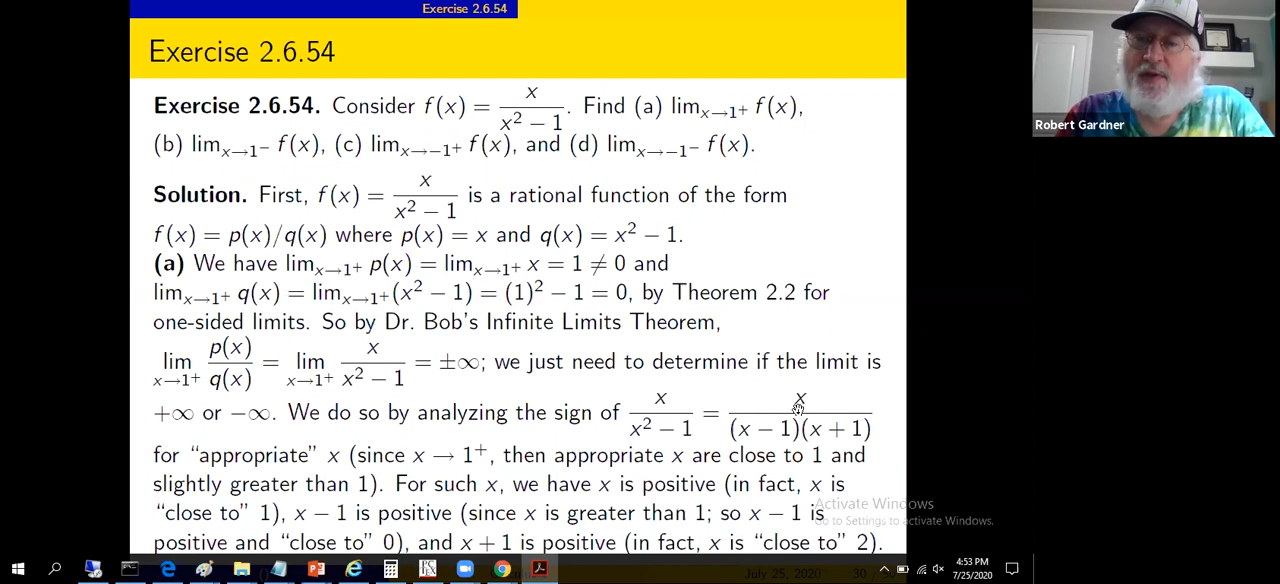 Exercise 2.6.54
Exercise 2.6.54
Exercise 2.6.54. Consider f(x) = x / (x² − 1). Find (a) lim_{x→1⁺} f(x),
(b) lim_{x→1⁻} f(x), (c) lim_{x→−1⁺} f(x), and (d) lim_{x→−1⁻} f(x).
Solution. First, f(x) = x / (x² − 1) is a rational function of the form
f(x) = p(x)/q(x) where p(x) = x and q(x) = x² − 1.
(a) We have lim_{x→1⁺} p(x) = lim_{x→1⁺} x = 1 ≠ 0 and
lim_{x→1⁺} q(x) = lim_{x→1⁺}(x² − 1) = (1)² − 1 = 0, by Theorem 2.2 for
one-sided limits. So by Dr. Bob's Infinite Limits Theorem,
lim_{x→1⁺} p(x)/q(x) = lim_{x→1⁺} x / (x² − 1) = ±∞; we just need to determine if the limit is
+∞ or −∞. We do so by analyzing the sign of x / (x² − 1) = x / ((x − 1)(x + 1))
for "appropriate" x (since x → 1⁺, then appropriate x are close to 1 and
slightly greater than 1). For such x, we have x is positive (in fact, x is
"close to" 1), x − 1 is positive (since x is greater than 1; so x − 1 is
positive and "close to" 0), and x + 1 is positive (in fact, x is "close to" 2).
Robert Gardner
Activate Windows
Go to Settings to activate Windows.
July 25, 2020 30 /
4:53 PM
7/25/2020